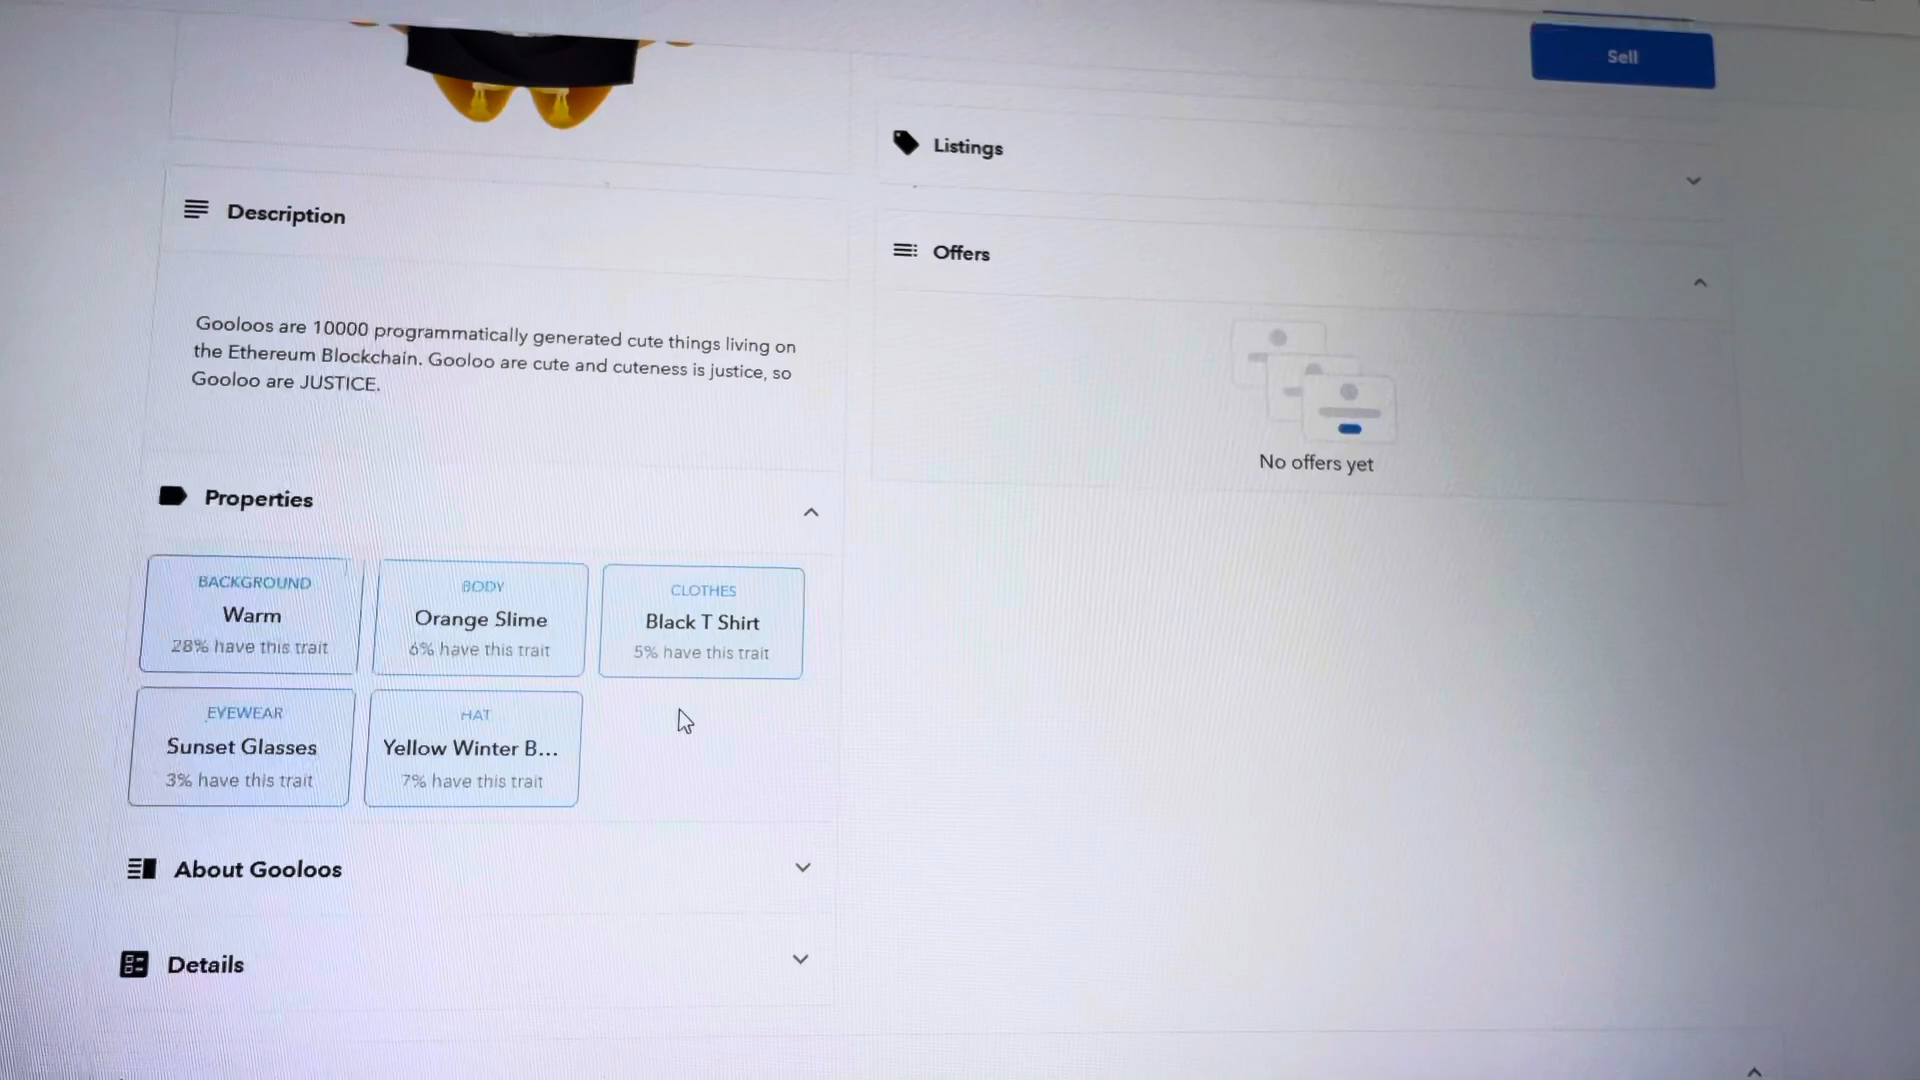 Sell
Listings
Description
Offers
Gooloos are 10000 programmatically generated cute things living on
the Ethereum Blockchain. Gooloo are cute and cuteness is justice, so
Gooloo are JUSTICE.
No offers yet
Properties
BACKGROUND
Warm
28% have this trait
BODY
Orange Slime
6% have this trait
CLOTHES
Black T Shirt
5% have this trait
EYEWEAR
Sunset Glasses
3% have this trait
HAT
Yellow Winter B...
7% have this trait
About Gooloos
Details